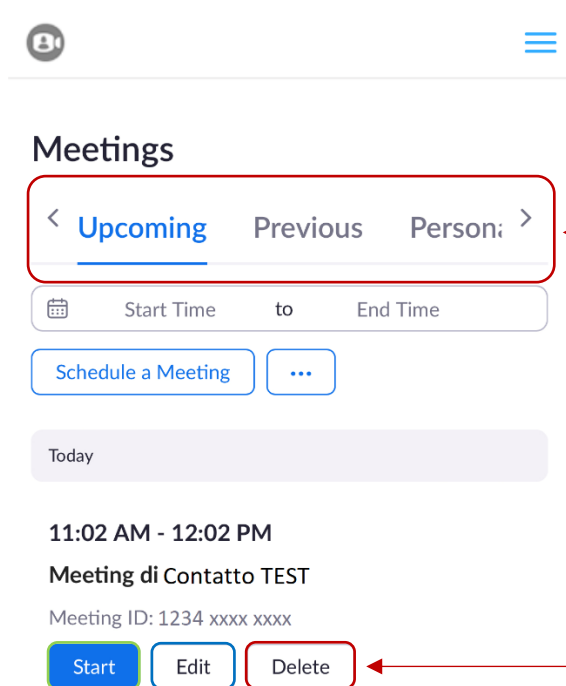 Meetings
Upcoming Previous Persona
Start Time to End Time
Schedule a Meeting ...
Today
11:02 AM - 12:02 PM
Meeting di Contatto TEST
Meeting ID: 1234 xxxx xxxx
Start Edit Delete